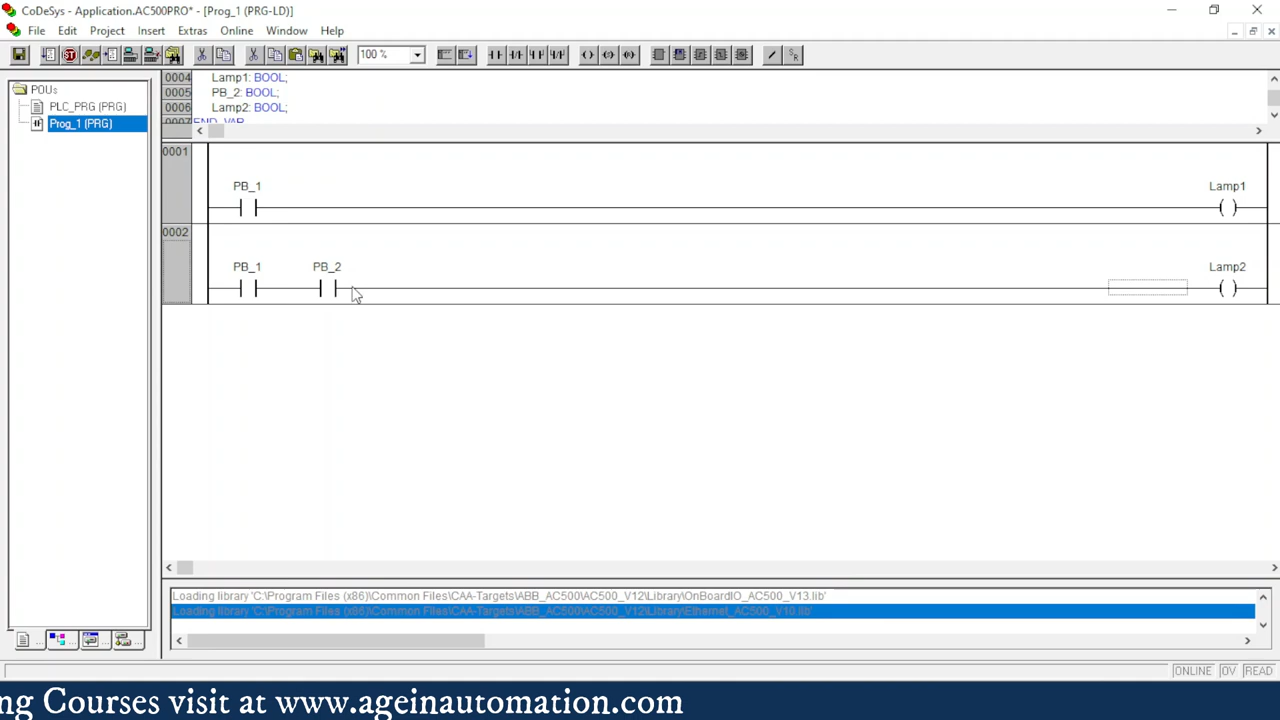 CoDeSys - Application.AC500PRO* - [Prog_1 (PRG-LD)]
File Edit Project Insert Extras Online Window Help
100 %
POUs
PLC_PRG (PRG)
Prog_1 (PRG)
0004 Lamp1: BOOL;
0005 PB_2: BOOL;
0006 Lamp2: BOOL;
0007 END_VAR
0001
PB_1 Lamp1
0002
PB_1 PB_2 Lamp2
Loading library 'C:\Program Files (x86)\Common Files\CAA-Targets\ABB_AC500\AC500_V12\Library\OnBoardIO_AC500_V13.lib'
Loading library 'C:\Program Files (x86)\Common Files\CAA-Targets\ABB_AC500\AC500_V12\Library\Ethernet_AC500_V10.lib'
ONLINE OV READ
ng Courses visit at www.ageinautomation.com